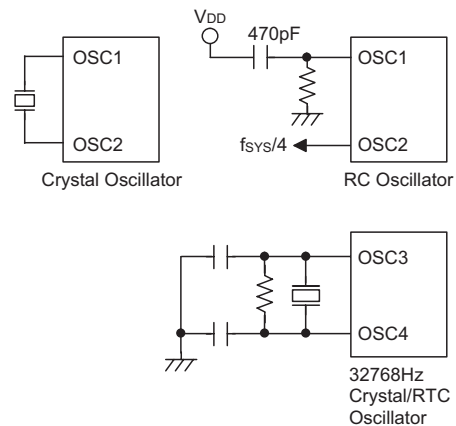 VDD
470pF
OSC1
OSC2
Crystal Oscillator
OSC1
fSYS/4
OSC2
RC Oscillator
OSC3
OSC4
32768Hz
Crystal/RTC
Oscillator